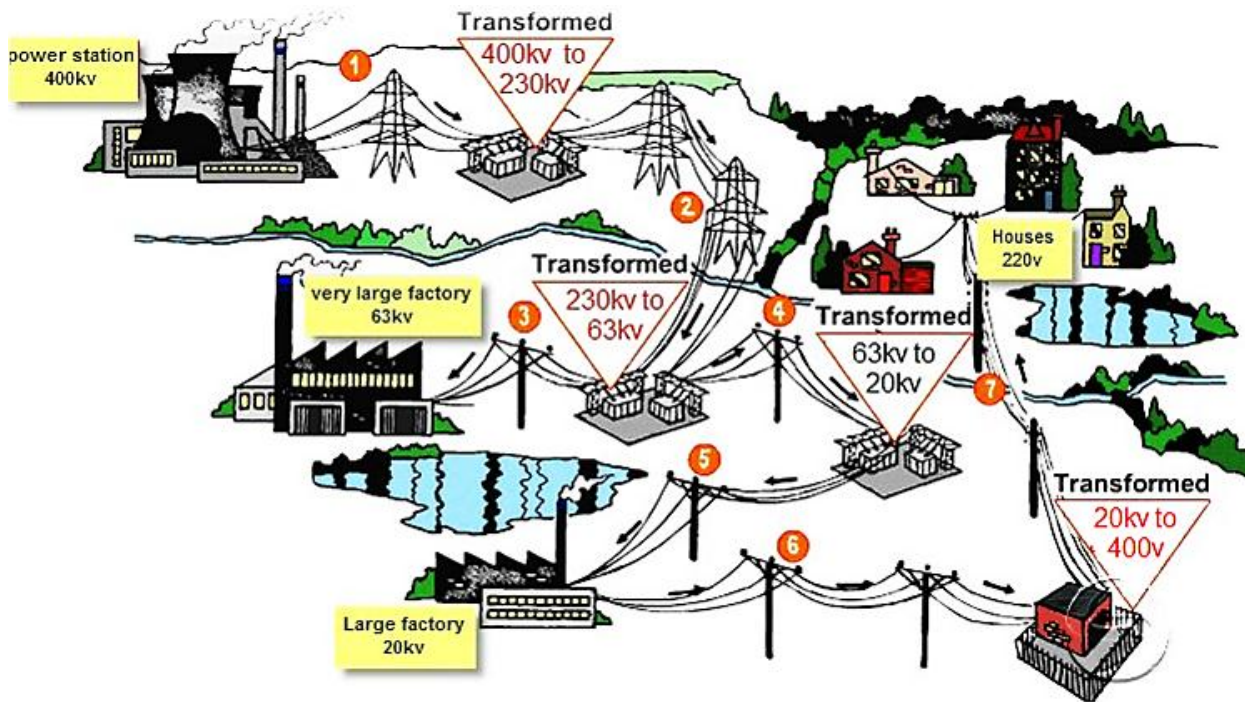 Transformed
400kv to
230kv
power station
400kv
1
2
Houses
220v
very large factory
63kv
3
Transformed
230kv to
63kv
4
Transformed
63kv to
20kv
7
5
6
Transformed
20kv to
400v
Large factory
20kv